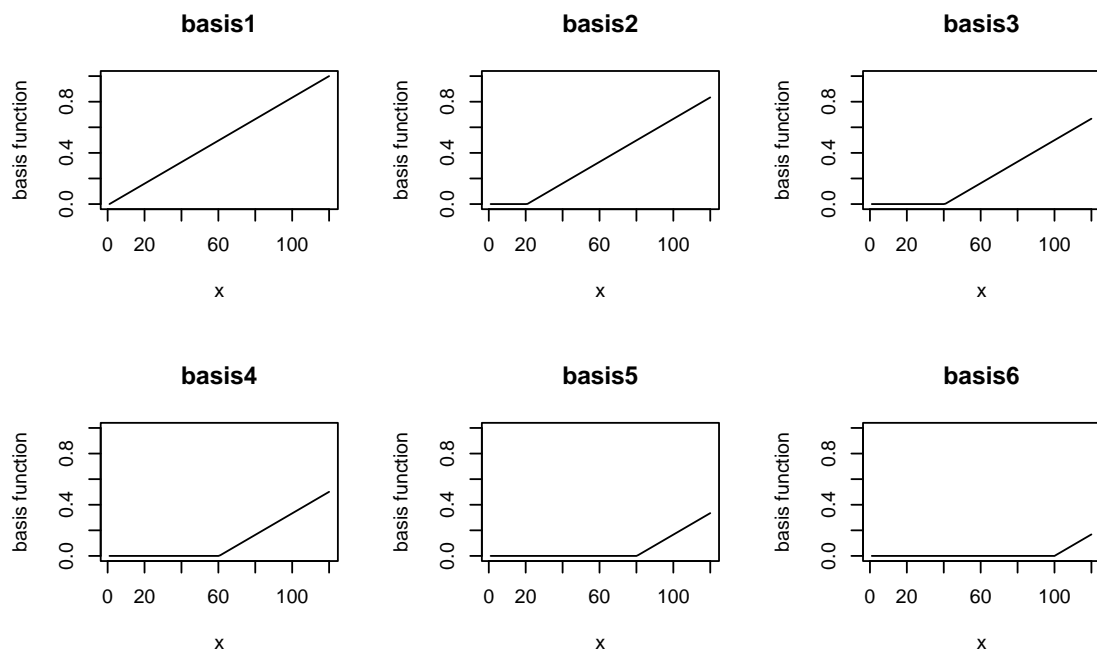 basis1
basis function
0.0 0.4 0.8
0 20 60 100
x
basis2
basis function
0.0 0.4 0.8
0 20 60 100
x
basis3
basis function
0.0 0.4 0.8
0 20 60 100
x
basis4
basis function
0.0 0.4 0.8
0 20 60 100
x
basis5
basis function
0.0 0.4 0.8
0 20 60 100
x
basis6
basis function
0.0 0.4 0.8
0 20 60 100
x